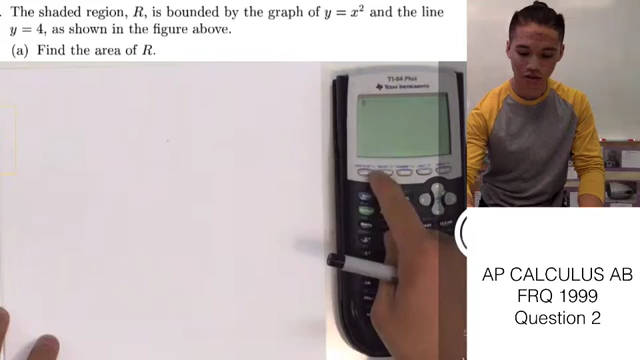 . The shaded region, R, is bounded by the graph of y = x² and the line
y = 4, as shown in the figure above.
(a) Find the area of R.
TI-84 Plus
TEXAS INSTRUMENTS
AP CALCULUS AB
FRQ 1999
Question 2